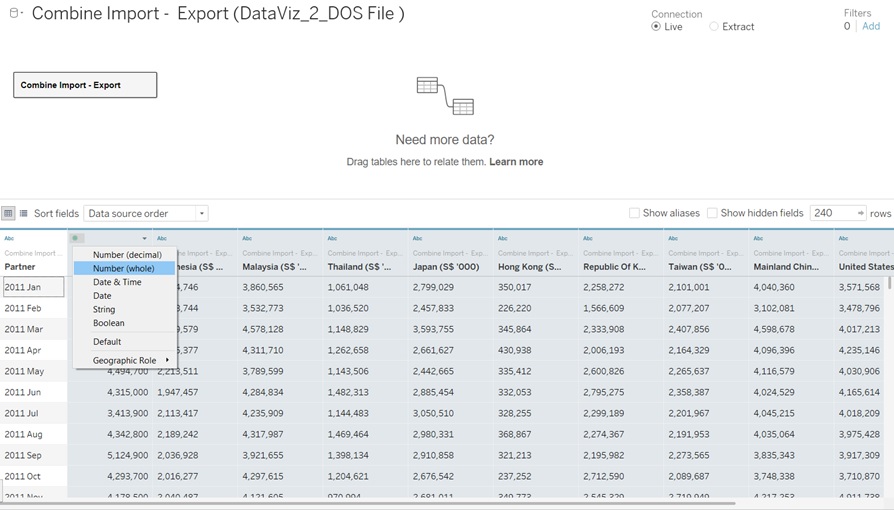 Combine Import - Export (DataViz_2_DOS File )
Connection
Live Extract
Filters
0 Add
Combine Import - Export
Need more data?
Drag tables here to relate them. Learn more
Sort fields Data source order Show aliases Show hidden fields 240 rows
Abc Abc Abc Abc Abc Abc Abc Abc Abc Abc
Combine Import ... Combine Import - Exp... Combine Import - Exp... Combine Import - Exp... Combine Import - Exp... Combine Import - Exp... Combine Import - Exp... Combine Import - Exp... Combine Import - Exp...
Partner Malaysia (S$ '... Thailand (S$ '... Japan (S$ '000) Hong Kong (S... Republic Of K... Taiwan (S$ '0... Mainland Chin... United States
Number (decimal)
Number (whole)
Date & Time
Date
String
Boolean
Default
Geographic Role
2011 Jan 3,860,565 1,061,048 2,799,029 350,017 2,258,272 2,101,001 4,040,360 3,571,568
2011 Feb 3,532,773 1,036,520 2,457,833 226,220 1,566,609 2,077,207 3,102,081 3,478,796
2011 Mar 4,578,128 1,148,829 3,593,755 345,864 2,333,908 2,407,856 4,598,678 4,017,213
2011 Apr 4,311,710 1,262,658 2,661,627 430,938 2,006,193 2,164,329 4,096,396 4,235,146
2011 May 4,494,700 2,213,511 3,789,599 1,143,506 2,442,665 335,412 2,600,826 2,265,637 4,116,579 4,030,906
2011 Jun 4,315,000 1,947,457 4,284,834 1,482,313 2,885,454 332,053 2,795,275 2,358,387 4,024,529 4,165,614
2011 Jul 3,413,900 2,113,417 4,235,909 1,144,483 3,050,510 328,255 2,299,189 2,201,967 4,045,215 4,018,209
2011 Aug 4,342,800 2,189,242 4,317,987 1,469,464 2,980,331 368,867 2,274,367 2,191,953 4,035,064 3,975,428
2011 Sep 5,124,900 2,036,928 3,921,655 1,398,134 2,910,858 321,213 2,195,982 2,273,565 3,835,343 3,917,309
2011 Oct 4,293,700 2,016,277 4,297,615 1,204,621 2,676,542 237,252 2,712,590 2,089,687 3,748,338 3,710,870